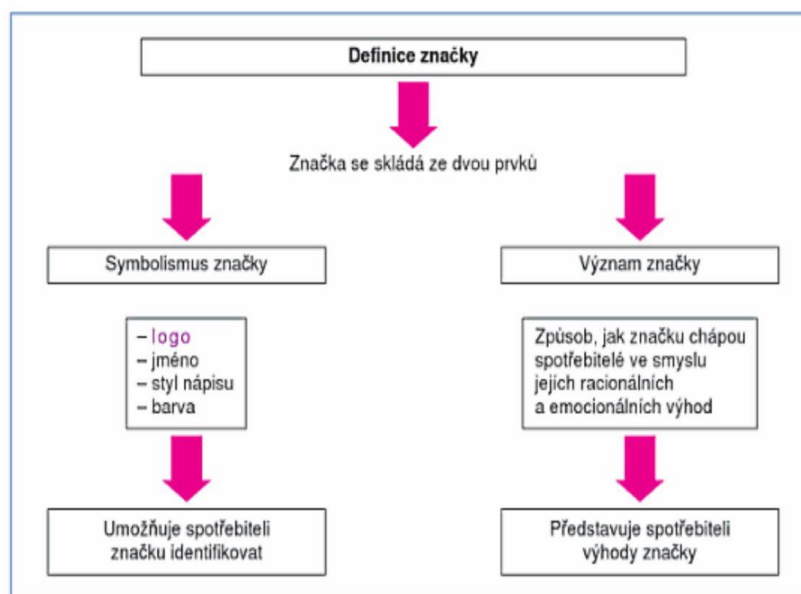 Definice značky
Značka se skládá ze dvou prvků
Symbolismus značky
Význam značky
– logo
– jméno
– styl nápisu
– barva
Způsob, jak značku chápou
spotřebitelé ve smyslu
jejích racionálních
a emocionálních výhod
Umožňuje spotřebiteli
značku identifikovat
Představuje spotřebiteli
výhody značky